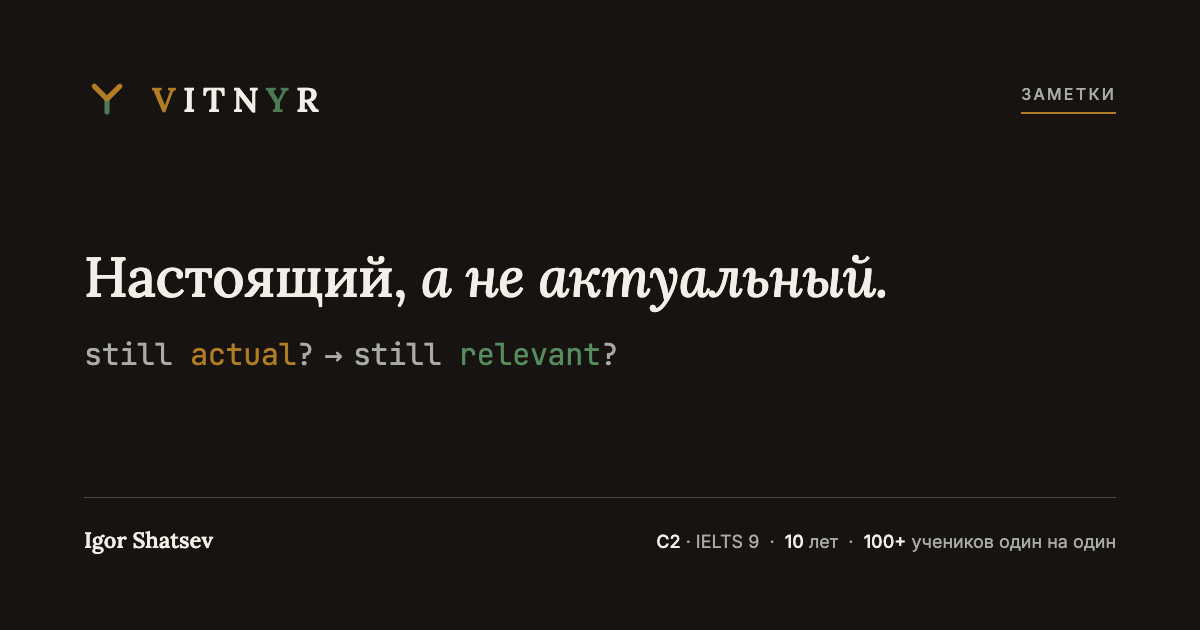 VITNYR
ЗАМЕТКИ
Настоящий, а не актуальный.
still actual? → still relevant?
Igor Shatsev
C2 · IELTS 9 · 10 лет · 100+ учеников один на один